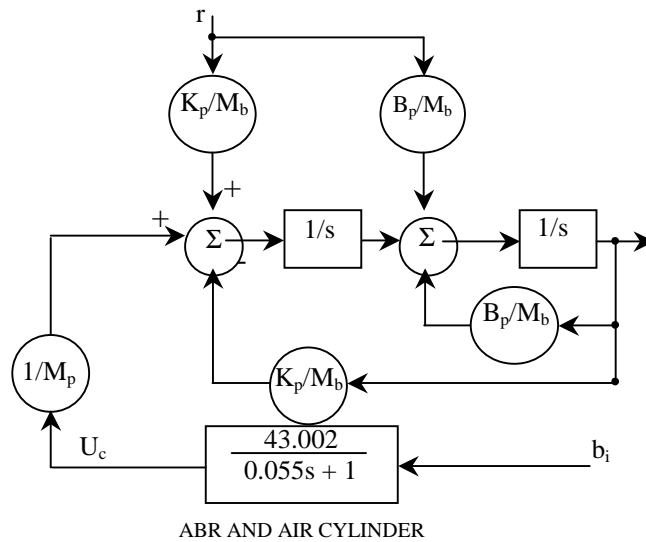 r
K_p/M_b
B_p/M_b
+
+
Σ
1/s
Σ
1/s
-
B_p/M_b
1/M_p
K_p/M_b
U_c
43.002
0.055s + 1
b_i
ABR AND AIR CYLINDER